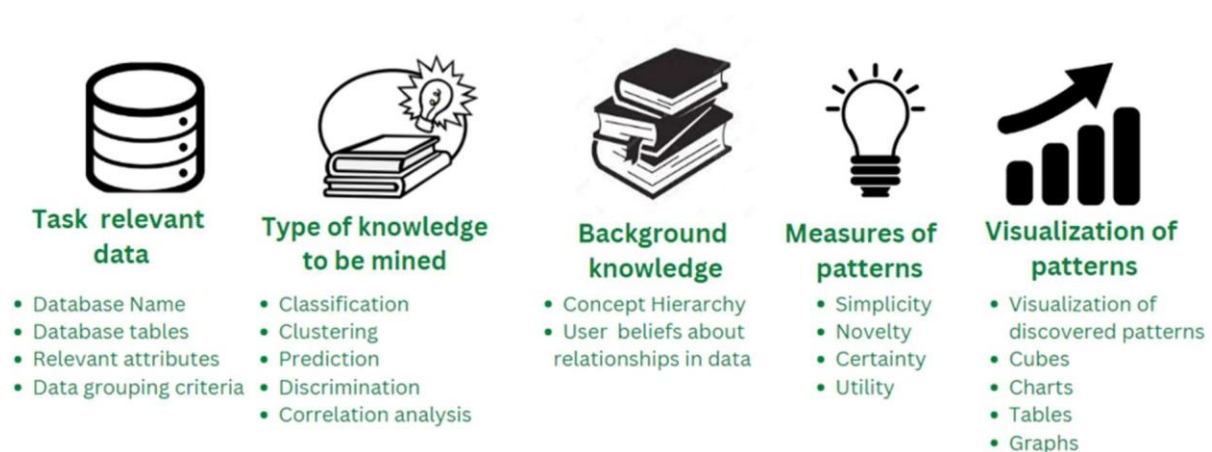 Task relevant
data
• Database Name
• Database tables
• Relevant attributes
• Data grouping criteria
Type of knowledge
to be mined
• Classification
• Clustering
• Prediction
• Discrimination
• Correlation analysis
Background
knowledge
• Concept Hierarchy
• User beliefs about
relationships in data
Measures of
patterns
• Simplicity
• Novelty
• Certainty
• Utility
Visualization of
patterns
• Visualization of
discovered patterns
• Cubes
• Charts
• Tables
• Graphs